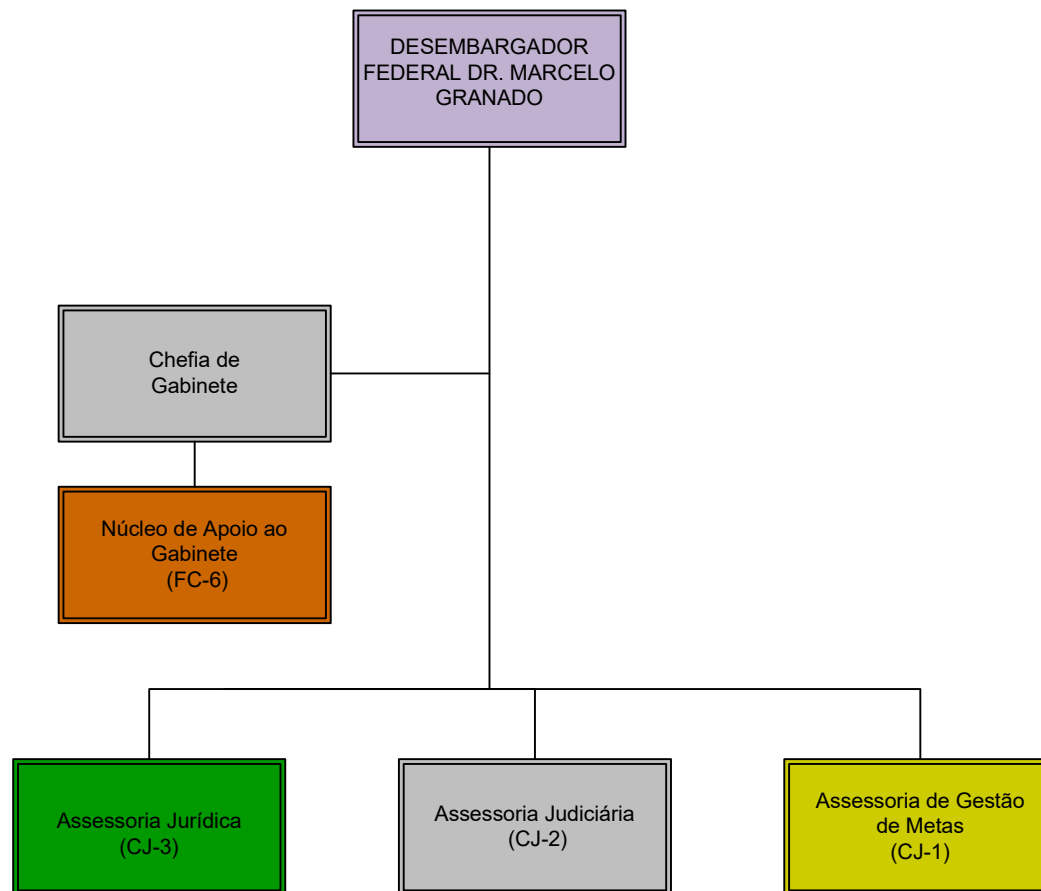 DESEMBARGADOR
FEDERAL DR. MARCELO
GRANADO
Chefia de
Gabinete
Núcleo de Apoio ao
Gabinete
(FC-6)
Assessoria Jurídica
(CJ-3)
Assessoria Judiciária
(CJ-2)
Assessoria de Gestão
de Metas
(CJ-1)